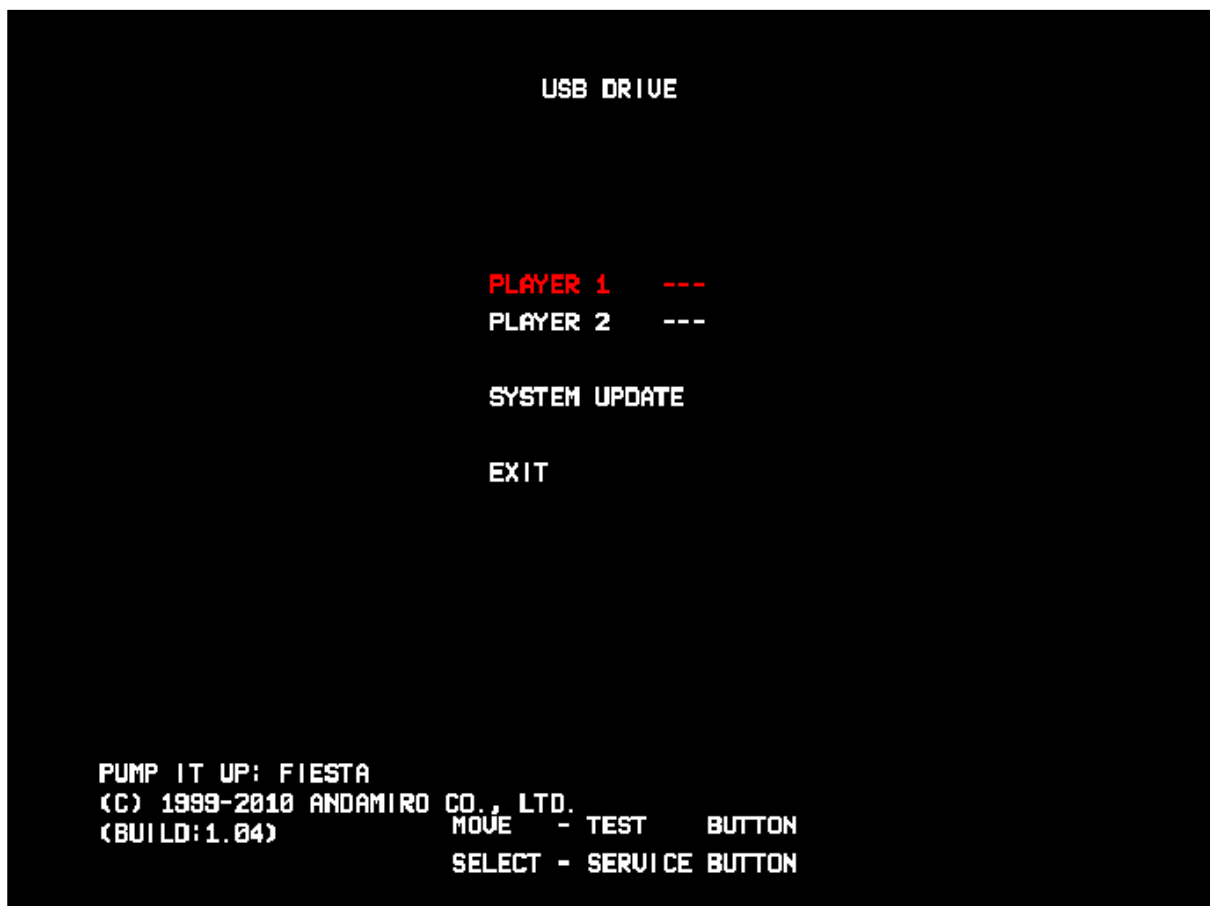 USB DRIVE
PLAYER 1 ---
PLAYER 2 ---
SYSTEM UPDATE
EXIT
PUMP IT UP: FIESTA
(C) 1999-2010 ANDAMIRO CO., LTD.
(BUILD:1.04)
MOVE - TEST BUTTON
SELECT - SERVICE BUTTON